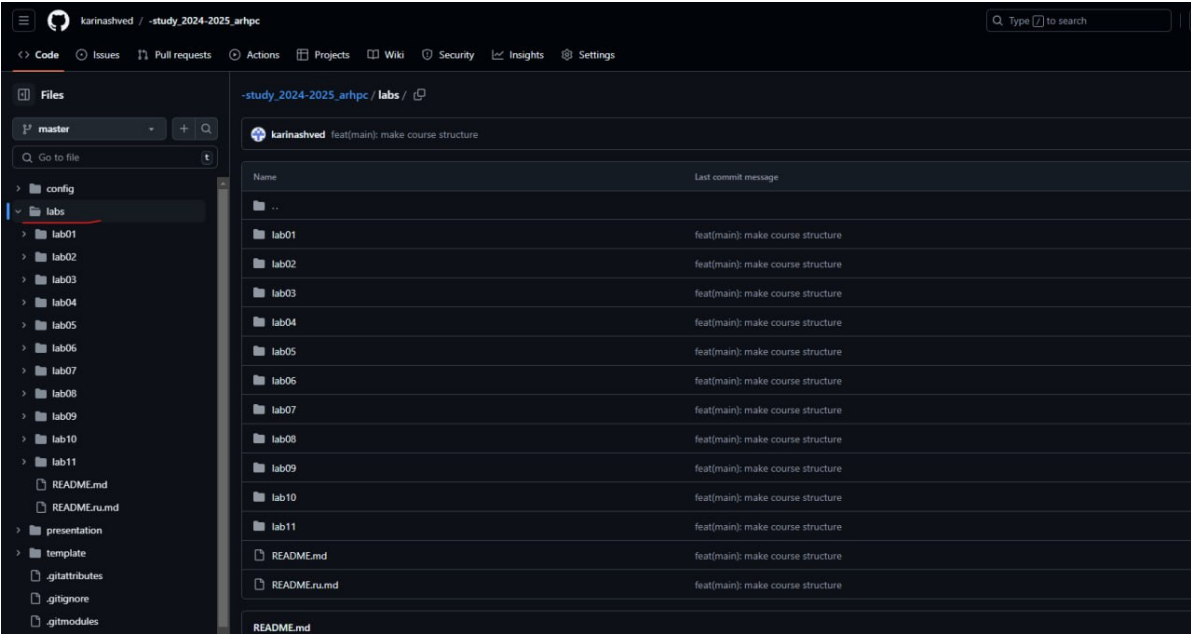 karinashved / -study_2024-2025_arhpc
Type / to search
Code Issues Pull requests Actions Projects Wiki Security Insights Settings
Files
master
Go to file t
config
labs
lab01
lab02
lab03
lab04
lab05
lab06
lab07
lab08
lab09
lab10
lab11
README.md
README.ru.md
presentation
template
.gitattributes
.gitignore
.gitmodules
-study_2024-2025_arhpc / labs /
karinashved feat(main): make course structure
Name Last commit message
..
lab01 feat(main): make course structure
lab02 feat(main): make course structure
lab03 feat(main): make course structure
lab04 feat(main): make course structure
lab05 feat(main): make course structure
lab06 feat(main): make course structure
lab07 feat(main): make course structure
lab08 feat(main): make course structure
lab09 feat(main): make course structure
lab10 feat(main): make course structure
lab11 feat(main): make course structure
README.md feat(main): make course structure
README.ru.md feat(main): make course structure
README.md